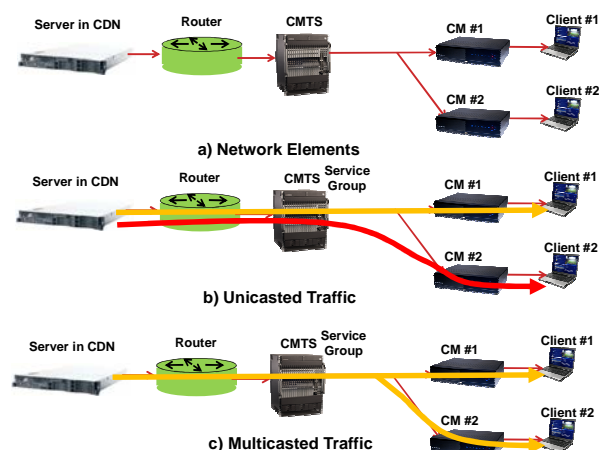 Server in CDN
Router
CMTS
CM #1
Client #1
CM #2
Client #2
a) Network Elements
Server in CDN
Router
CMTS
Service
Group
CM #1
Client #1
CM #2
Client #2
b) Unicasted Traffic
Server in CDN
Router
CMTS
Service
Group
CM #1
Client #1
CM #2
Client #2
c) Multicasted Traffic